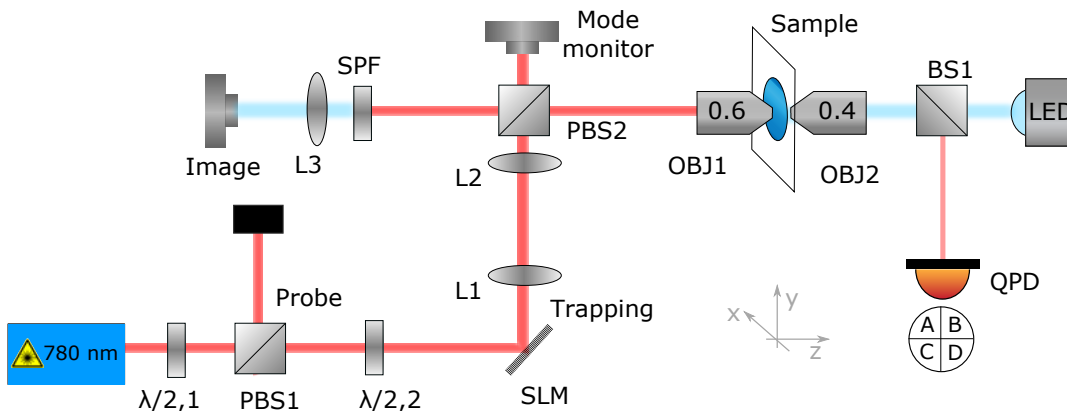 Mode
monitor
Sample
SPF
BS1
0.6
0.4
LED
PBS2
Image
L3
L2
OBJ1
OBJ2
Probe
L1
Trapping
QPD
y
x
z
A B
C D
780 nm
λ/2,1
PBS1
λ/2,2
SLM